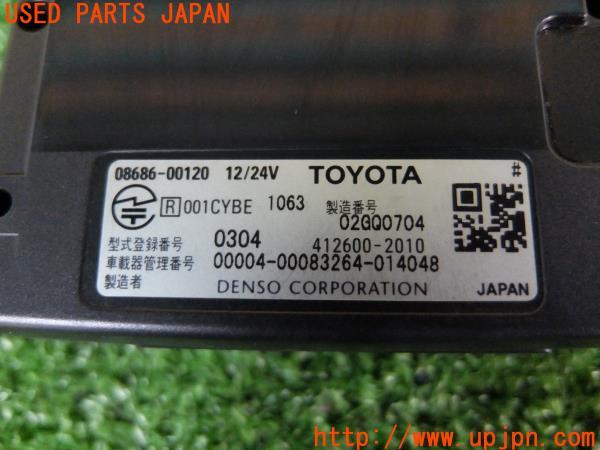 USED PARTS JAPAN
08686-00120 12/24V TOYOTA #
R 001CYBE 1063 製造番号
02GQ0704
型式登録番号 0304 412600-2010
車載器管理番号 00004-00083264-014048
製造者 DENSO CORPORATION JAPAN
UPJ
http://www.upjpn.com